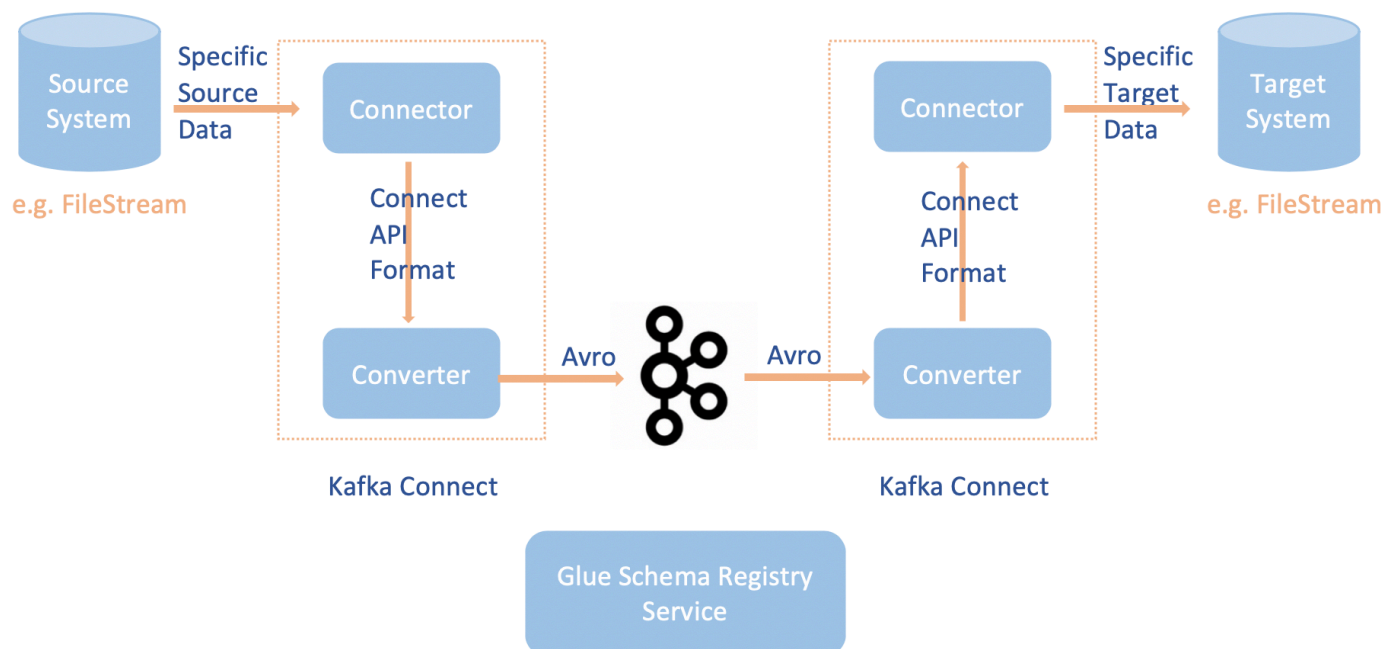 Source
System
e.g. FileStream
Specific
Source
Data
Connector
Connect
API
Format
Converter
Kafka Connect
Avro
Avro
Connector
Connect
API
Format
Converter
Kafka Connect
Specific
Target
Data
Target
System
e.g. FileStream
Glue Schema Registry
Service